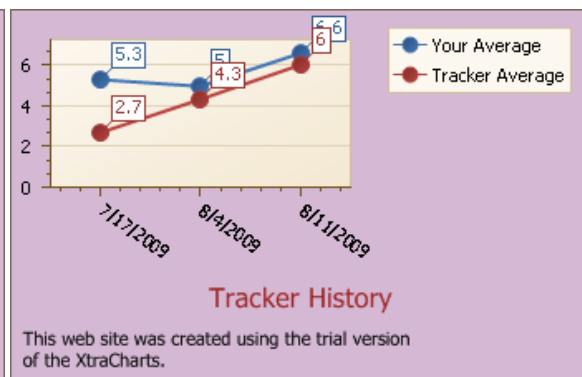 6.6
5.3
5
6
4.3
2.7
6
4
2
0
7/17/2009
8/4/2009
8/11/2009
Your Average
Tracker Average
Tracker History
This web site was created using the trial version
of the XtraCharts.